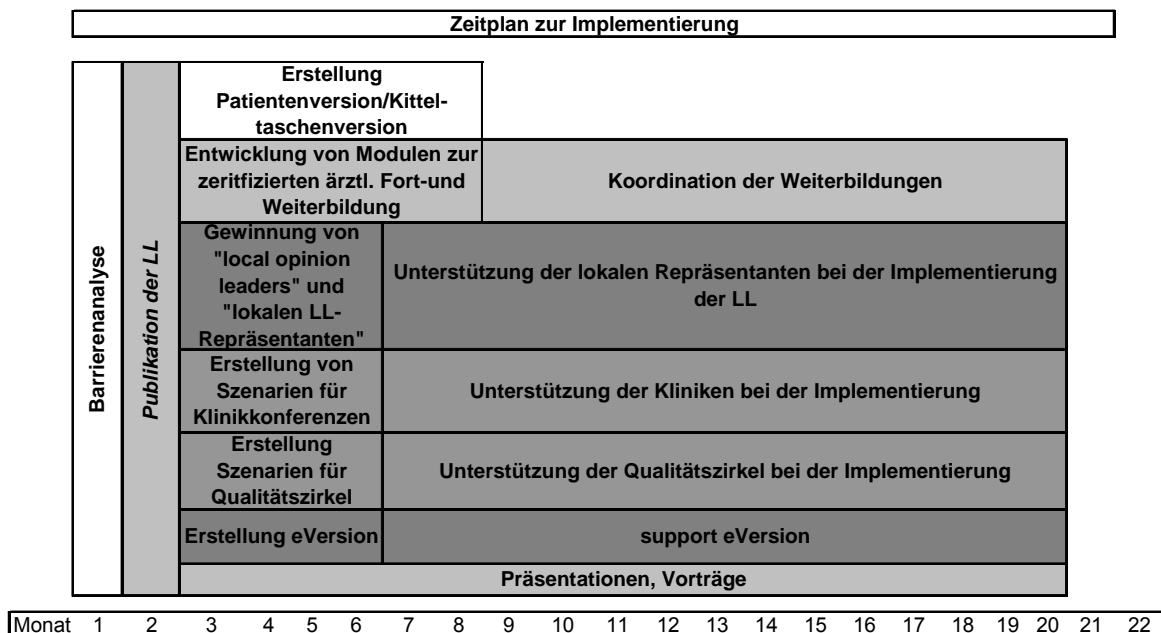 Zeitplan zur Implementierung
Barrierenanalyse
Publikation der LL
Erstellung
Patientenversion/Kittel-
taschenversion
Entwicklung von Modulen zur
zeritfizierten ärztl. Fort-und
Weiterbildung
Koordination der Weiterbildungen
Gewinnung von
"local opinion
leaders" und
"lokalen LL-
Repräsentanten"
Unterstützung der lokalen Repräsentanten bei der Implementierung
der LL
Erstellung von
Szenarien für
Klinikkonferenzen
Unterstützung der Kliniken bei der Implementierung
Erstellung
Szenarien für
Qualitätszirkel
Unterstützung der Qualitätszirkel bei der Implementierung
Erstellung eVersion
support eVersion
Präsentationen, Vorträge
Monat 1 2 3 4 5 6 7 8 9 10 11 12 13 14 15 16 17 18 19 20 21 22